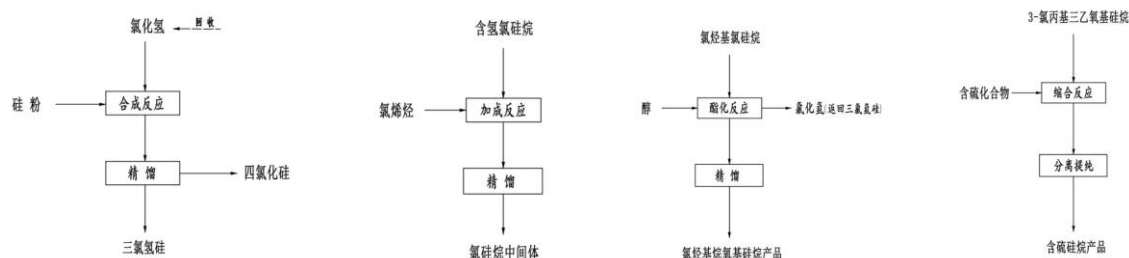 氯化氢
回收
硅 粉
合成反应
精 馏
四氯化硅
三氯氢硅
含氢氯硅烷
氯烯烃
加成反应
精 馏
氯硅烷中间体
氯烃基氯硅烷
醇
酯化反应
氯化氢(返回三氯氢硅)
精 馏
氯烃基烷氧基硅烷产品
3-氯丙基三乙氧基硅烷
含硫化合物
缩合反应
分离提纯
含硫硅烷产品